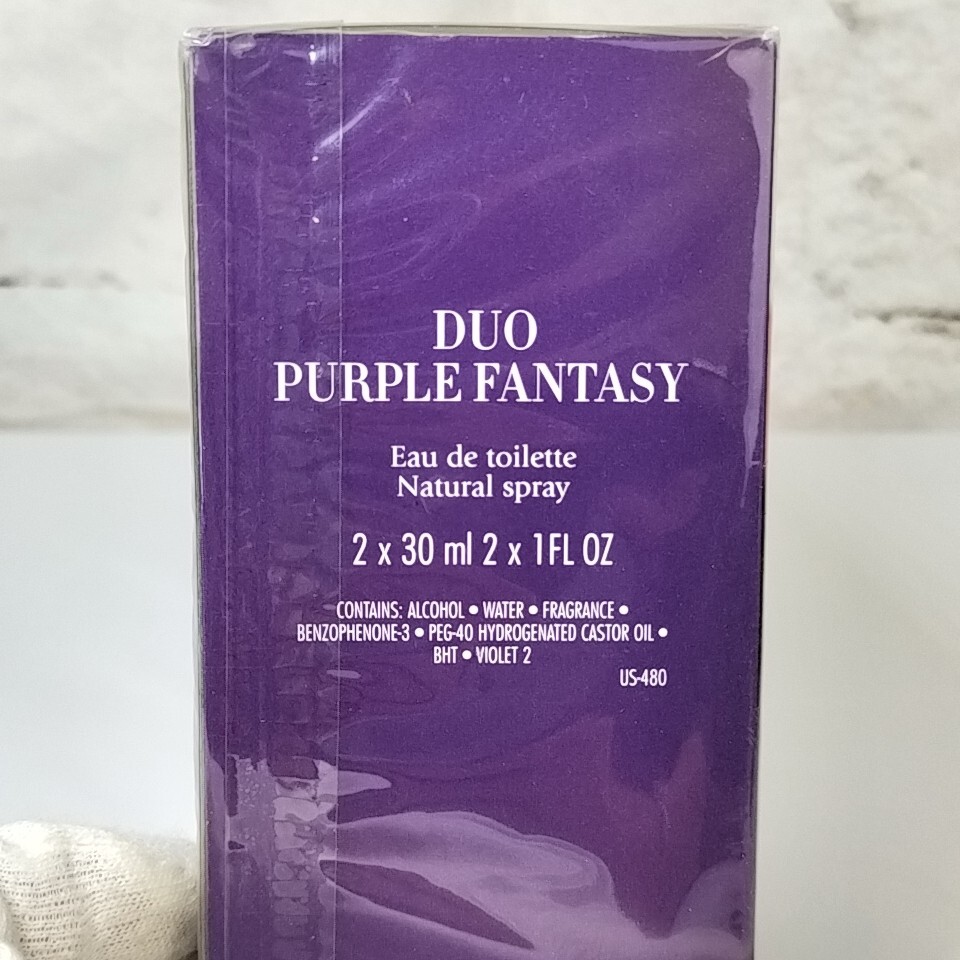 DUO
PURPLE FANTASY
Eau de toilette
Natural spray
2 x 30 ml 2 x 1FL OZ
CONTAINS: ALCOHOL • WATER • FRAGRANCE •
BENZOPHENONE-3 • PEG-40 HYDROGENATED CASTOR OIL •
BHT • VIOLET 2
US-480